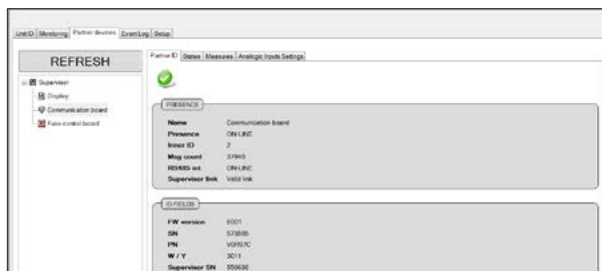 Unit ID Monitoring Partner devices Event Log Setup
REFRESH
Partner ID States Measures Analogic Inputs Settings
Supervisor
Display
Communication board
Fuse control board
PRESENCE
Name Communication board
Presence ON-LINE
Inner ID 2
Msg count
RS485 int. ON-LINE
Supervisor link Valid link
ID FIELDS
FW version
SN
PN
W / Y 3011
Supervisor SN